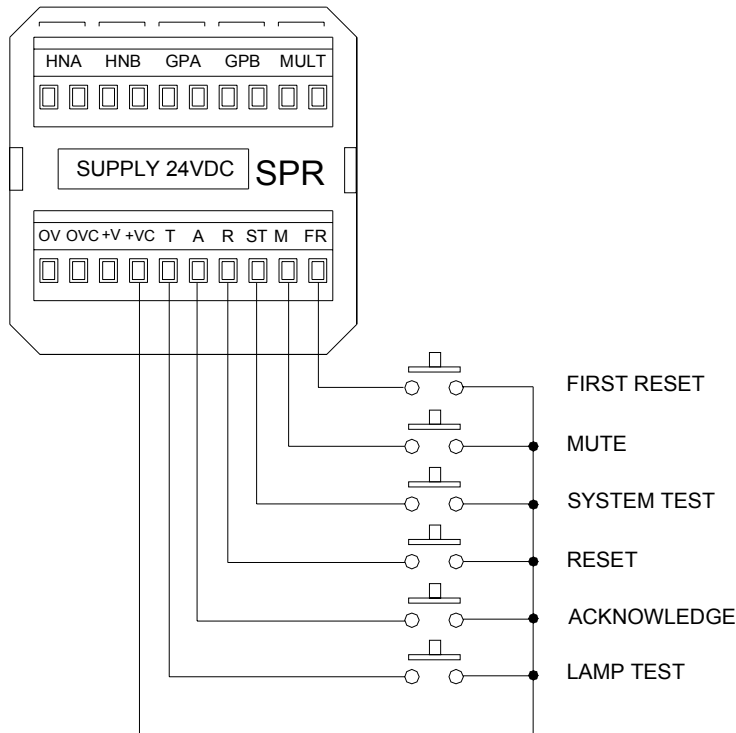 HNA HNB GPA GPB MULT
SUPPLY 24VDC SPR
OV OVC +V +VC T A R ST M FR
FIRST RESET
MUTE
SYSTEM TEST
RESET
ACKNOWLEDGE
LAMP TEST